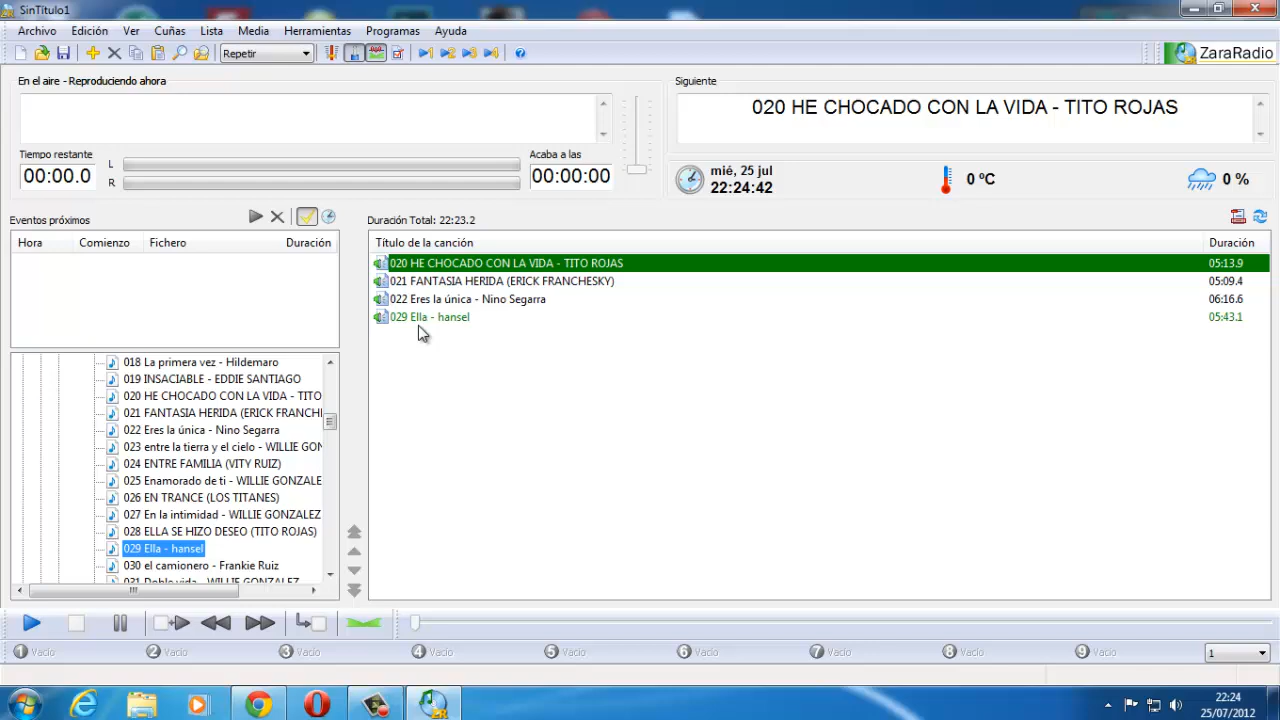 SinTítulo1
Archivo Edición Ver Cuñas Lista Media Herramientas Programas Ayuda
Repetir 1 2 3 4 ZaraRadio
En el aire - Reproduciendo ahora
Siguiente
020 HE CHOCADO CON LA VIDA - TITO ROJAS
Tiempo restante
00:00.0
L
R
Acaba a las
00:00:00
mié, 25 jul
22:24:42
0 ºC
0 %
Eventos próximos
Hora Comienzo Fichero Duración
Duración Total: 22:23.2
Título de la canción Duración
020 HE CHOCADO CON LA VIDA - TITO ROJAS 05:13.9
021 FANTASIA HERIDA (ERICK FRANCHESKY) 05:09.4
022 Eres la única - Nino Segarra 06:16.6
029 Ella - hansel 05:43.1
018 La primera vez - Hildemaro
019 INSACIABLE - EDDIE SANTIAGO
020 HE CHOCADO CON LA VIDA - TITO
021 FANTASIA HERIDA (ERICK FRANCHI
022 Eres la única - Nino Segarra
023 entre la tierra y el cielo - WILLIE GON
024 ENTRE FAMILIA (VITY RUIZ)
025 Enamorado de ti - WILLIE GONZALE
026 EN TRANCE (LOS TITANES)
027 En la intimidad - WILLIE GONZALEZ
028 ELLA SE HIZO DESEO (TITO ROJAS)
029 Ella - hansel
030 el camionero - Frankie Ruiz
031 Doble vida - WILLIE GONZALEZ
1 Vacío 2 Vacío 3 Vacío 4 Vacío 5 Vacío 6 Vacío 7 Vacío 8 Vacío 9 Vacío 1
22:24
25/07/2012